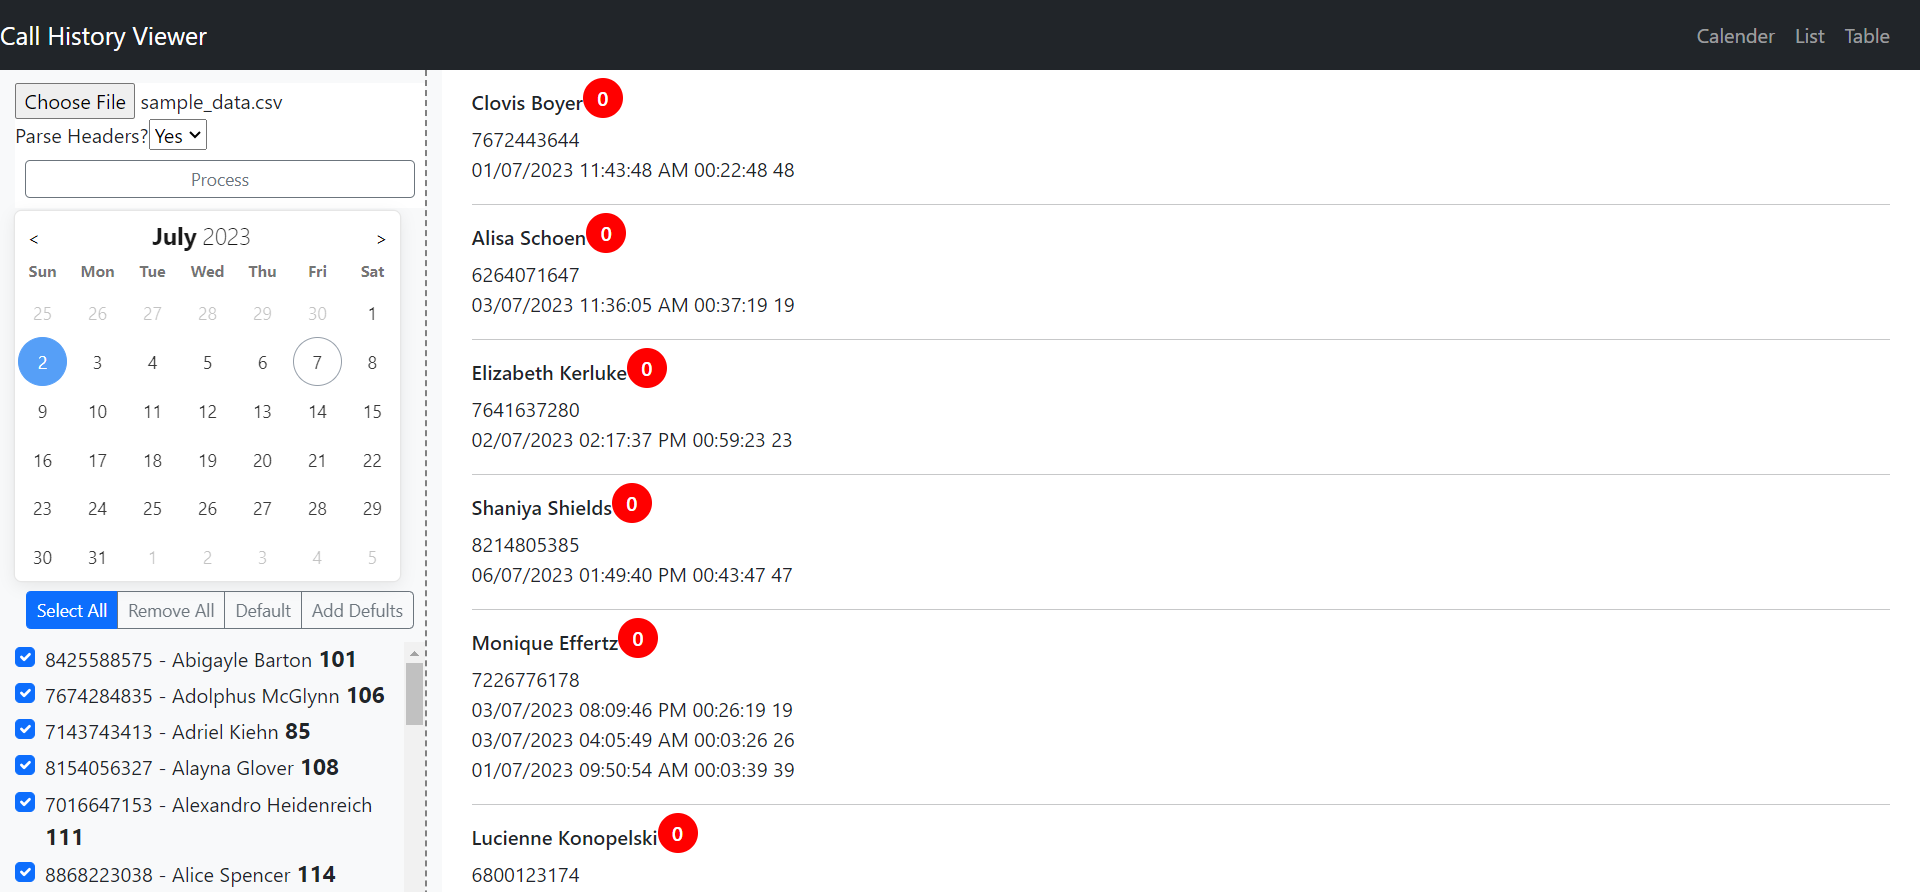 Call History Viewer
Calender List Table
Choose File sample_data.csv
Parse Headers? Yes
Process
< July 2023 >
Sun Mon Tue Wed Thu Fri Sat
25 26 27 28 29 30 1
2 3 4 5 6 7 8
9 10 11 12 13 14 15
16 17 18 19 20 21 22
23 24 25 26 27 28 29
30 31 1 2 3 4 5
Select All Remove All Default Add Defults
8425588575 - Abigayle Barton 101
7674284835 - Adolphus McGlynn 106
7143743413 - Adriel Kiehn 85
8154056327 - Alayna Glover 108
7016647153 - Alexandro Heidenreich
111
8868223038 - Alice Spencer 114
Clovis Boyer 0
7672443644
01/07/2023 11:43:48 AM 00:22:48 48
Alisa Schoen 0
6264071647
03/07/2023 11:36:05 AM 00:37:19 19
Elizabeth Kerluke 0
7641637280
02/07/2023 02:17:37 PM 00:59:23 23
Shaniya Shields 0
8214805385
06/07/2023 01:49:40 PM 00:43:47 47
Monique Effertz 0
7226776178
03/07/2023 08:09:46 PM 00:26:19 19
03/07/2023 04:05:49 AM 00:03:26 26
01/07/2023 09:50:54 AM 00:03:39 39
Lucienne Konopelski 0
6800123174